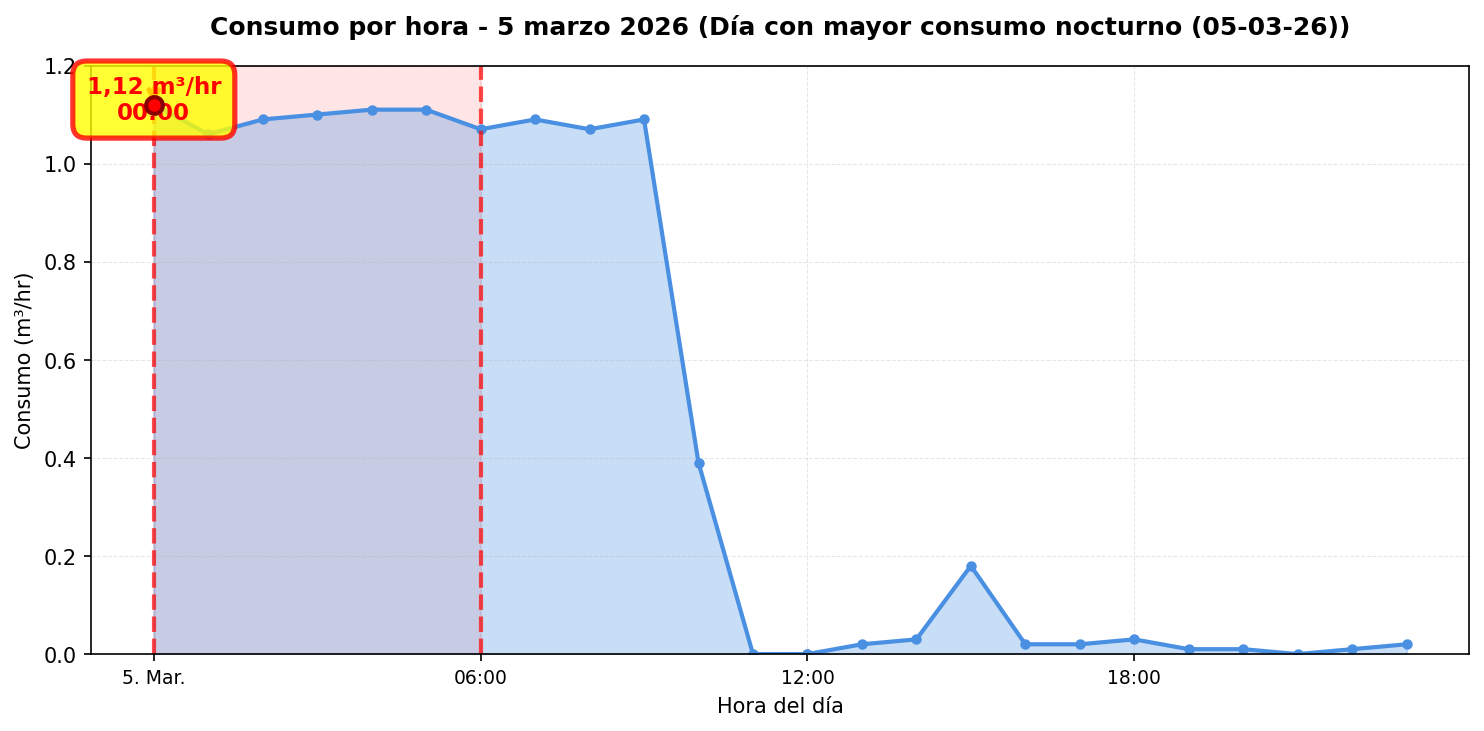 Consumo por hora - 5 marzo 2026 (Día con mayor consumo nocturno (05-03-26))
1,12 m³/hr
00:00
Consumo (m³/hr)
1.2
1.0
0.8
0.6
0.4
0.2
0.0
5. Mar.
06:00
12:00
18:00
Hora del día